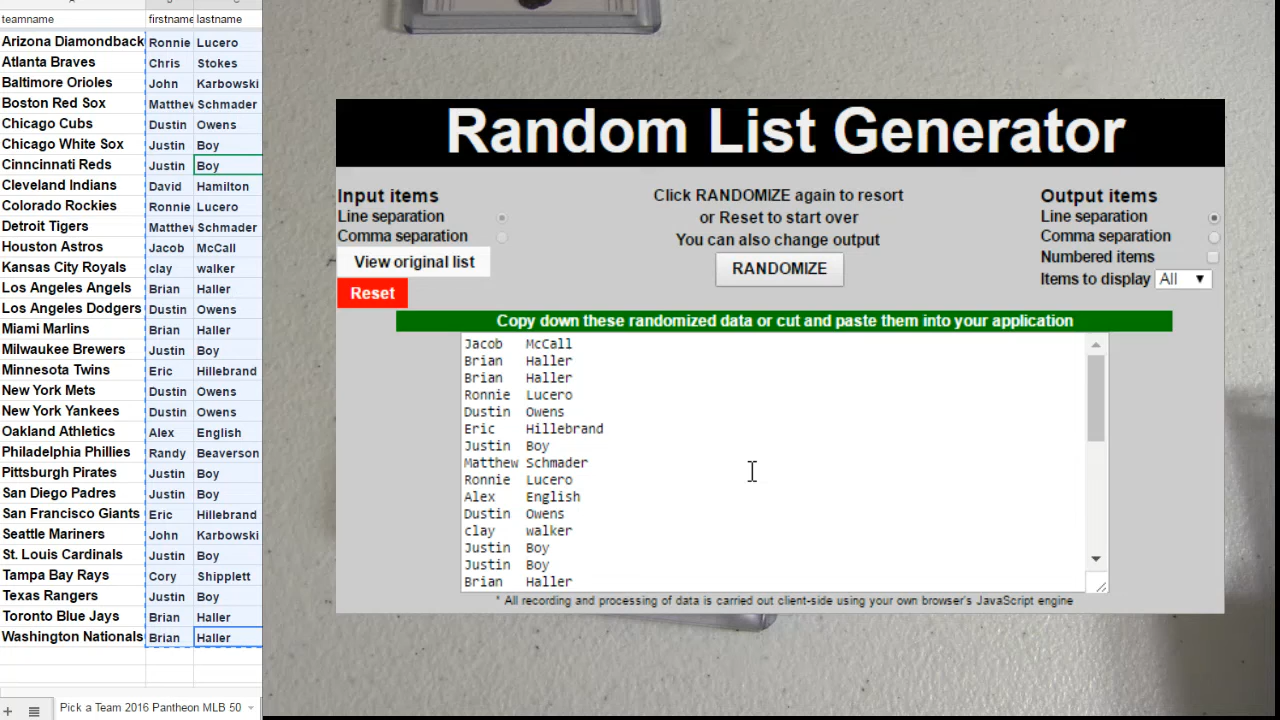 teamname firstname lastname
Arizona Diamondback Ronnie Lucero
Atlanta Braves Chris Stokes
Baltimore Orioles John Karbowski
Boston Red Sox Matthew Schmader
Chicago Cubs Dustin Owens
Chicago White Sox Justin Boy
Cinncinnati Reds Justin Boy
Cleveland Indians David Hamilton
Colorado Rockies Ronnie Lucero
Detroit Tigers Matthew Schmader
Houston Astros Jacob McCall
Kansas City Royals clay walker
Los Angeles Angels Brian Haller
Los Angeles Dodgers Dustin Owens
Miami Marlins Brian Haller
Milwaukee Brewers Justin Boy
Minnesota Twins Eric Hillebrand
New York Mets Dustin Owens
New York Yankees Dustin Owens
Oakland Athletics Alex English
Philadelphia Phillies Randy Beaverson
Pittsburgh Pirates Justin Boy
San Diego Padres Justin Boy
San Francisco Giants Eric Hillebrand
Seattle Mariners John Karbowski
St. Louis Cardinals Justin Boy
Tampa Bay Rays Cory Shipplett
Texas Rangers Justin Boy
Toronto Blue Jays Brian Haller
Washington Nationals Brian Haller
Pick a Team 2016 Pantheon MLB 50
Random List Generator
Input items
Line separation
Comma separation
View original list
Reset
Click RANDOMIZE again to resort
or Reset to start over
You can also change output
RANDOMIZE
Output items
Line separation
Comma separation
Numbered items
Items to display All
Copy down these randomized data or cut and paste them into your application
Jacob McCall
Brian Haller
Brian Haller
Ronnie Lucero
Dustin Owens
Eric Hillebrand
Justin Boy
Matthew Schmader
Ronnie Lucero
Alex English
Dustin Owens
clay walker
Justin Boy
Justin Boy
Brian Haller
* All recording and processing of data is carried out client-side using your own browser's JavaScript engine